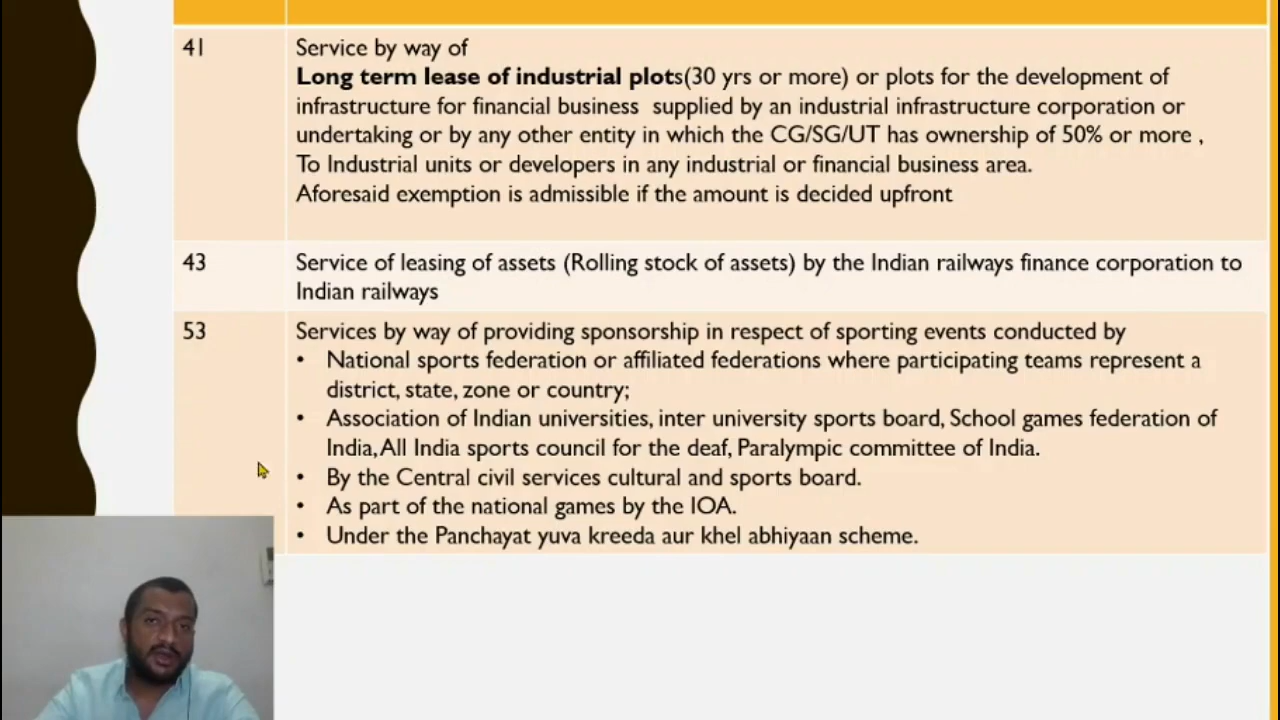 41
Service by way of
Long term lease of industrial plots(30 yrs or more) or plots for the development of
infrastructure for financial business supplied by an industrial infrastructure corporation or
undertaking or by any other entity in which the CG/SG/UT has ownership of 50% or more ,
To Industrial units or developers in any industrial or financial business area.
Aforesaid exemption is admissible if the amount is decided upfront
43
Service of leasing of assets (Rolling stock of assets) by the Indian railways finance corporation to
Indian railways
53
Services by way of providing sponsorship in respect of sporting events conducted by
• National sports federation or affiliated federations where participating teams represent a
district, state, zone or country;
• Association of Indian universities, inter university sports board, School games federation of
India, All India sports council for the deaf, Paralympic committee of India.
• By the Central civil services cultural and sports board.
• As part of the national games by the IOA.
• Under the Panchayat yuva kreeda aur khel abhiyaan scheme.